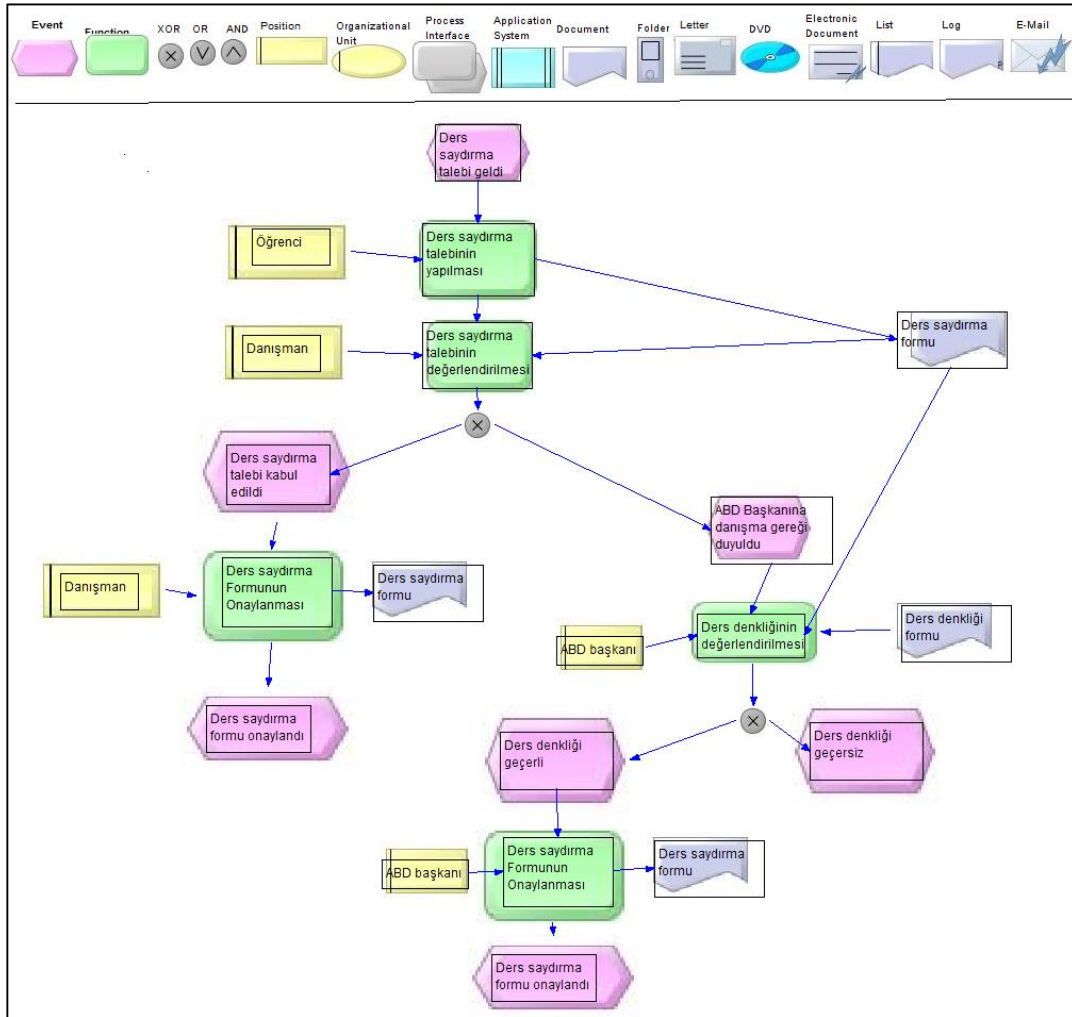 Event
Function
XOR
OR
AND
Position
Organizational
Unit
Process
Interface
Application
System
Document
Folder
Letter
DVD
Electronic
Document
List
Log
E-Mail
P
Ders
saydırma
talebi geldi
Öğrenci
Ders saydırma
talebinin
yapılması
Danışman
Ders saydırma
talebinin
değerlendirilmesi
Ders saydırma
formu
Ders saydırma
talebi kabul
edildi
ABD Başkanına
danışma gereği
duyuldu
Danışman
Ders saydırma
Formunun
Onaylanması
Ders saydırma
formu
ABD başkanı
Ders denkliğinin
değerlendirilmesi
Ders denkliği
formu
Ders saydırma
formu onaylandı
Ders denkliği
geçerli
Ders denkliği
geçersiz
ABD başkanı
Ders saydırma
Formunun
Onaylanması
Ders saydırma
formu
Ders saydırma
formu onaylandı